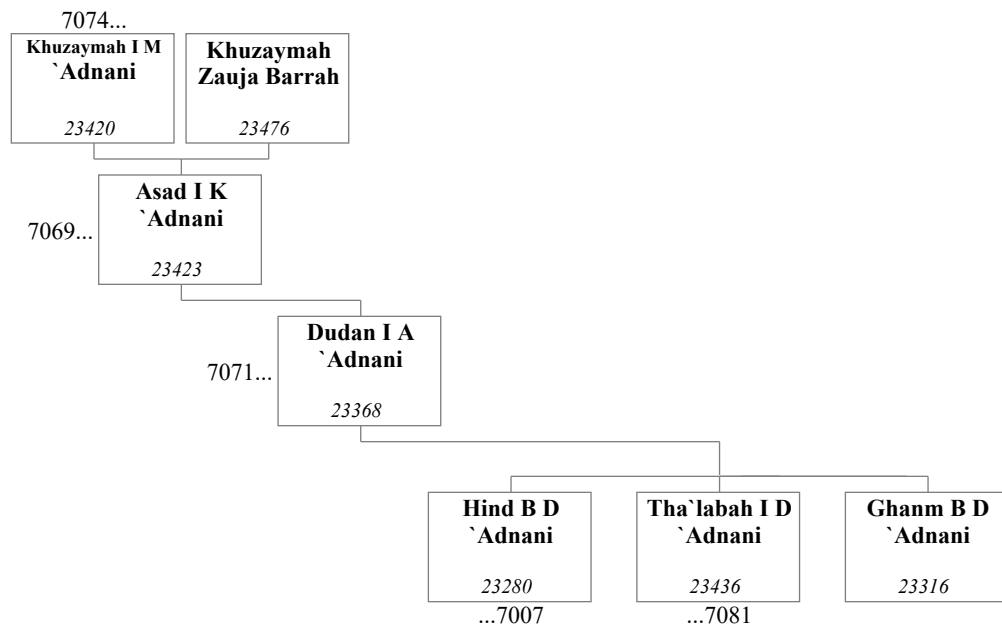 7074...
Khuzaymah I M
`Adnani
23420
Khuzaymah
Zauja Barrah
23476
7069...
Asad I K
`Adnani
23423
7071...
Dudan I A
`Adnani
23368
Hind B D
`Adnani
23280
...7007
Tha`labah I D
`Adnani
23436
...7081
Ghanm B D
`Adnani
23316